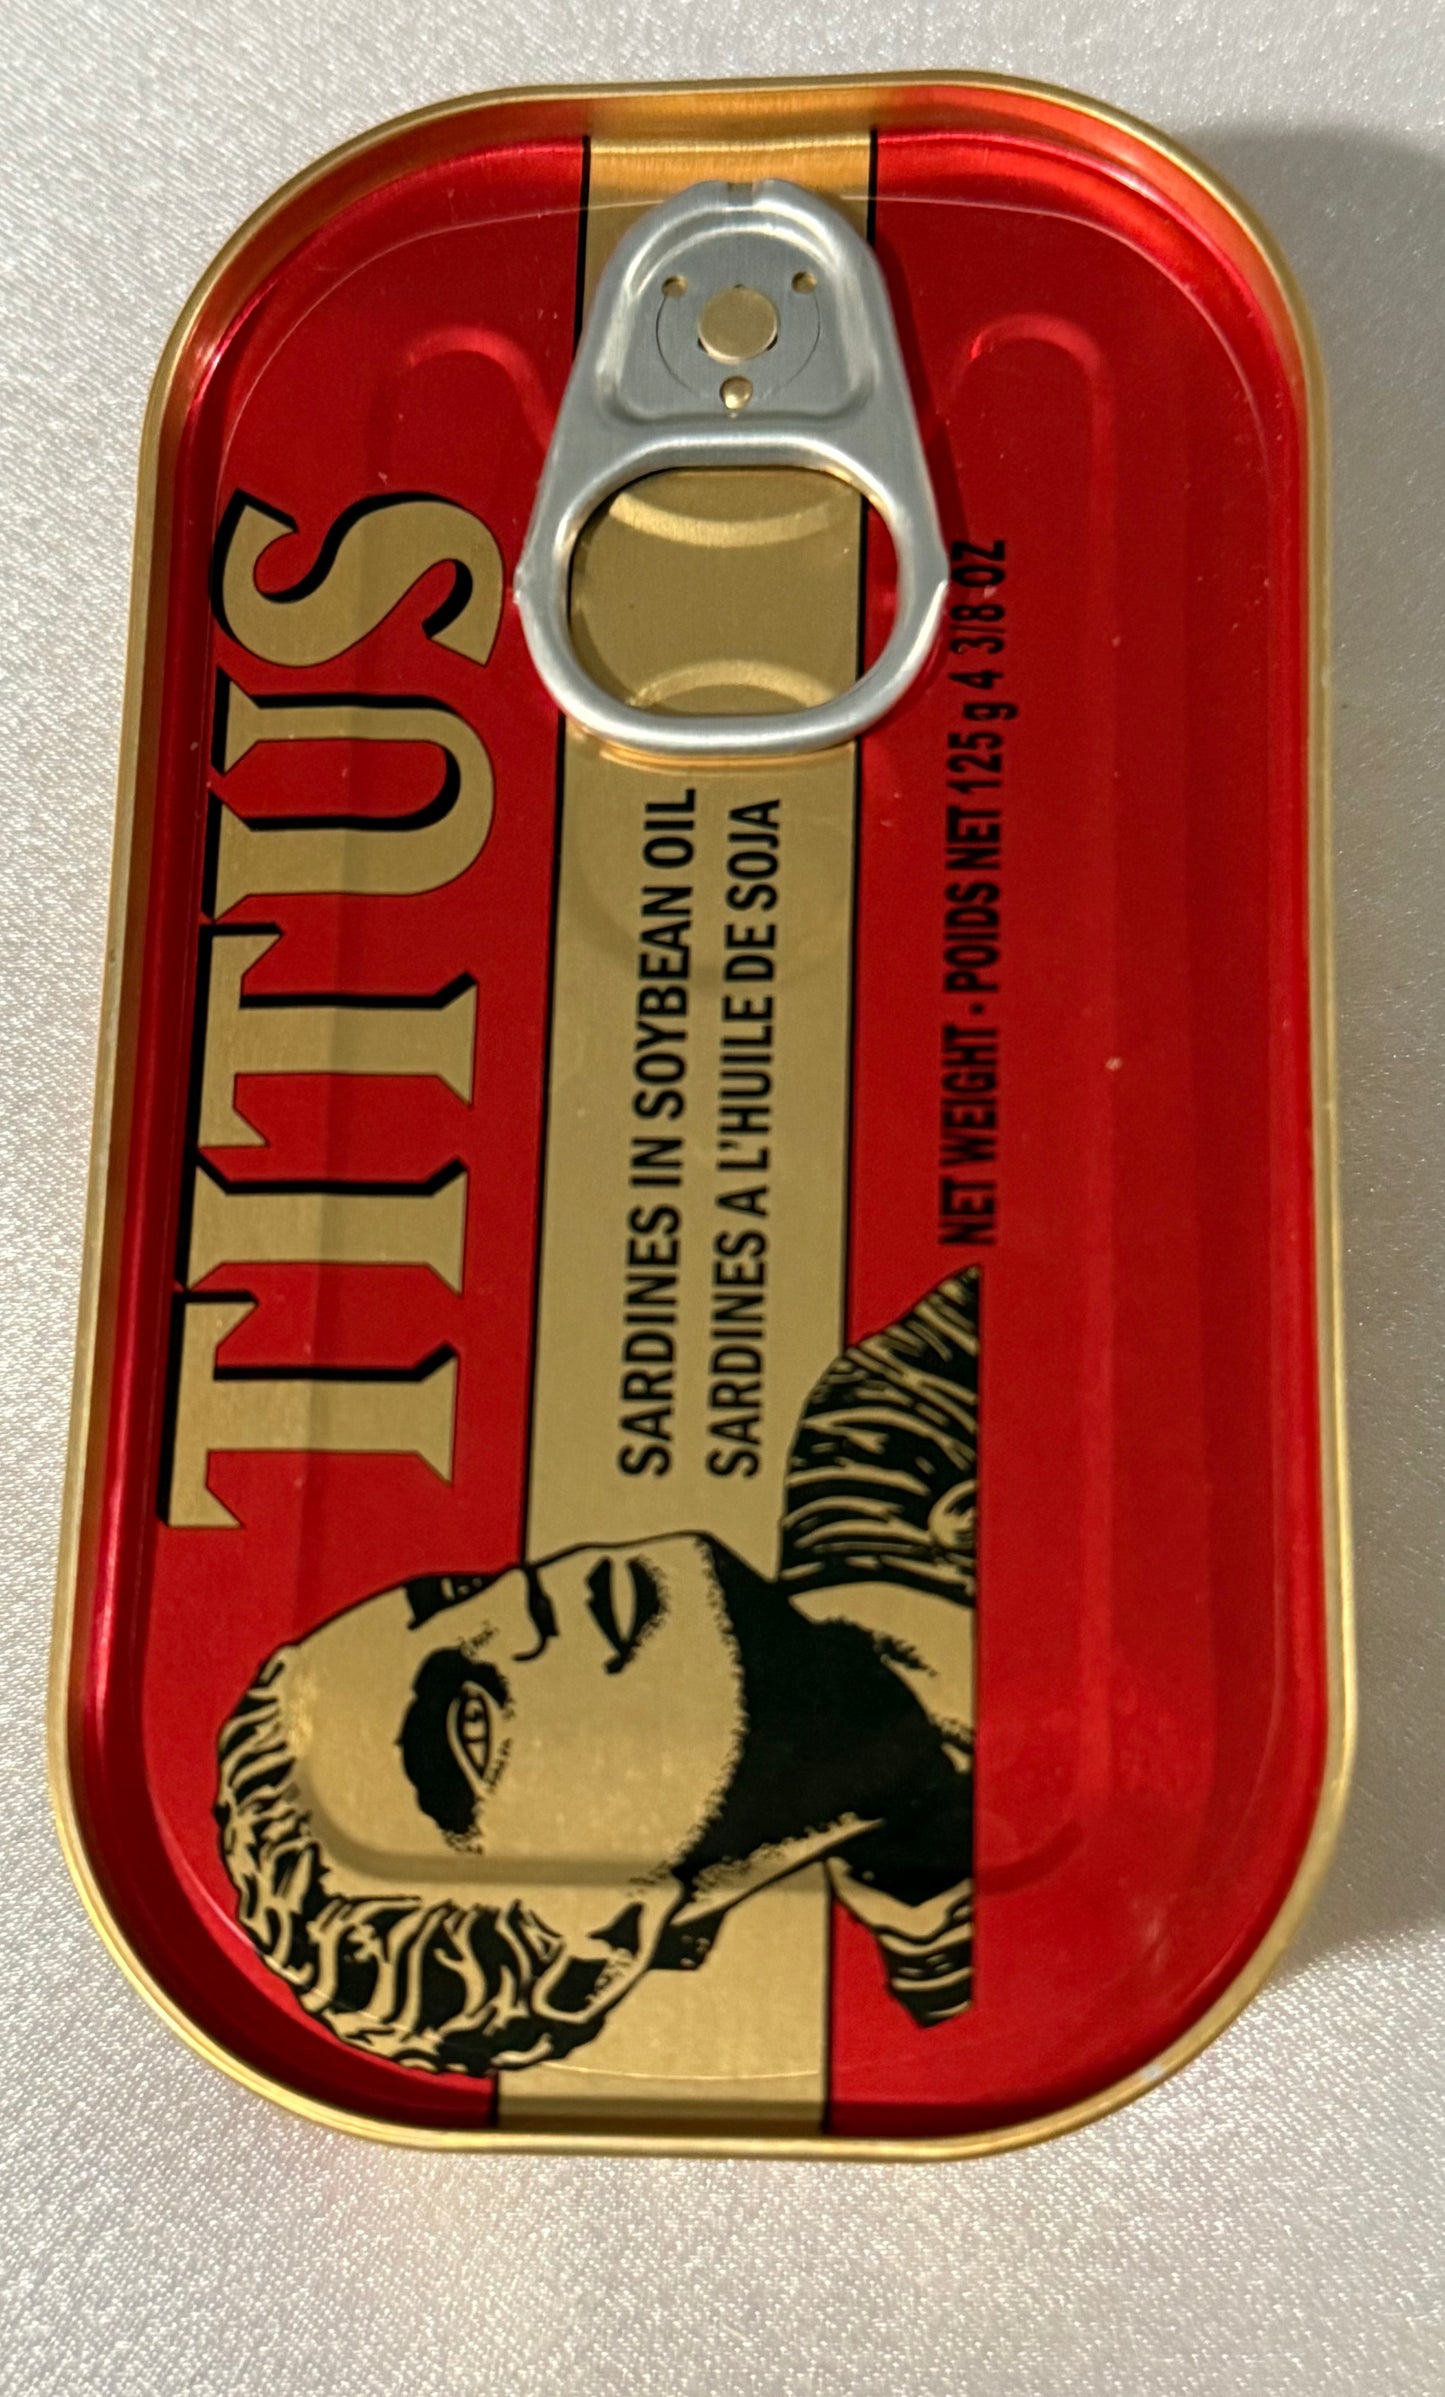 TITUS
SARDINES IN SOYBEAN OIL
SARDINES A L'HUILE DE SOJA
NET WEIGHT - POIDS NET 125 g 4 3/8 OZ